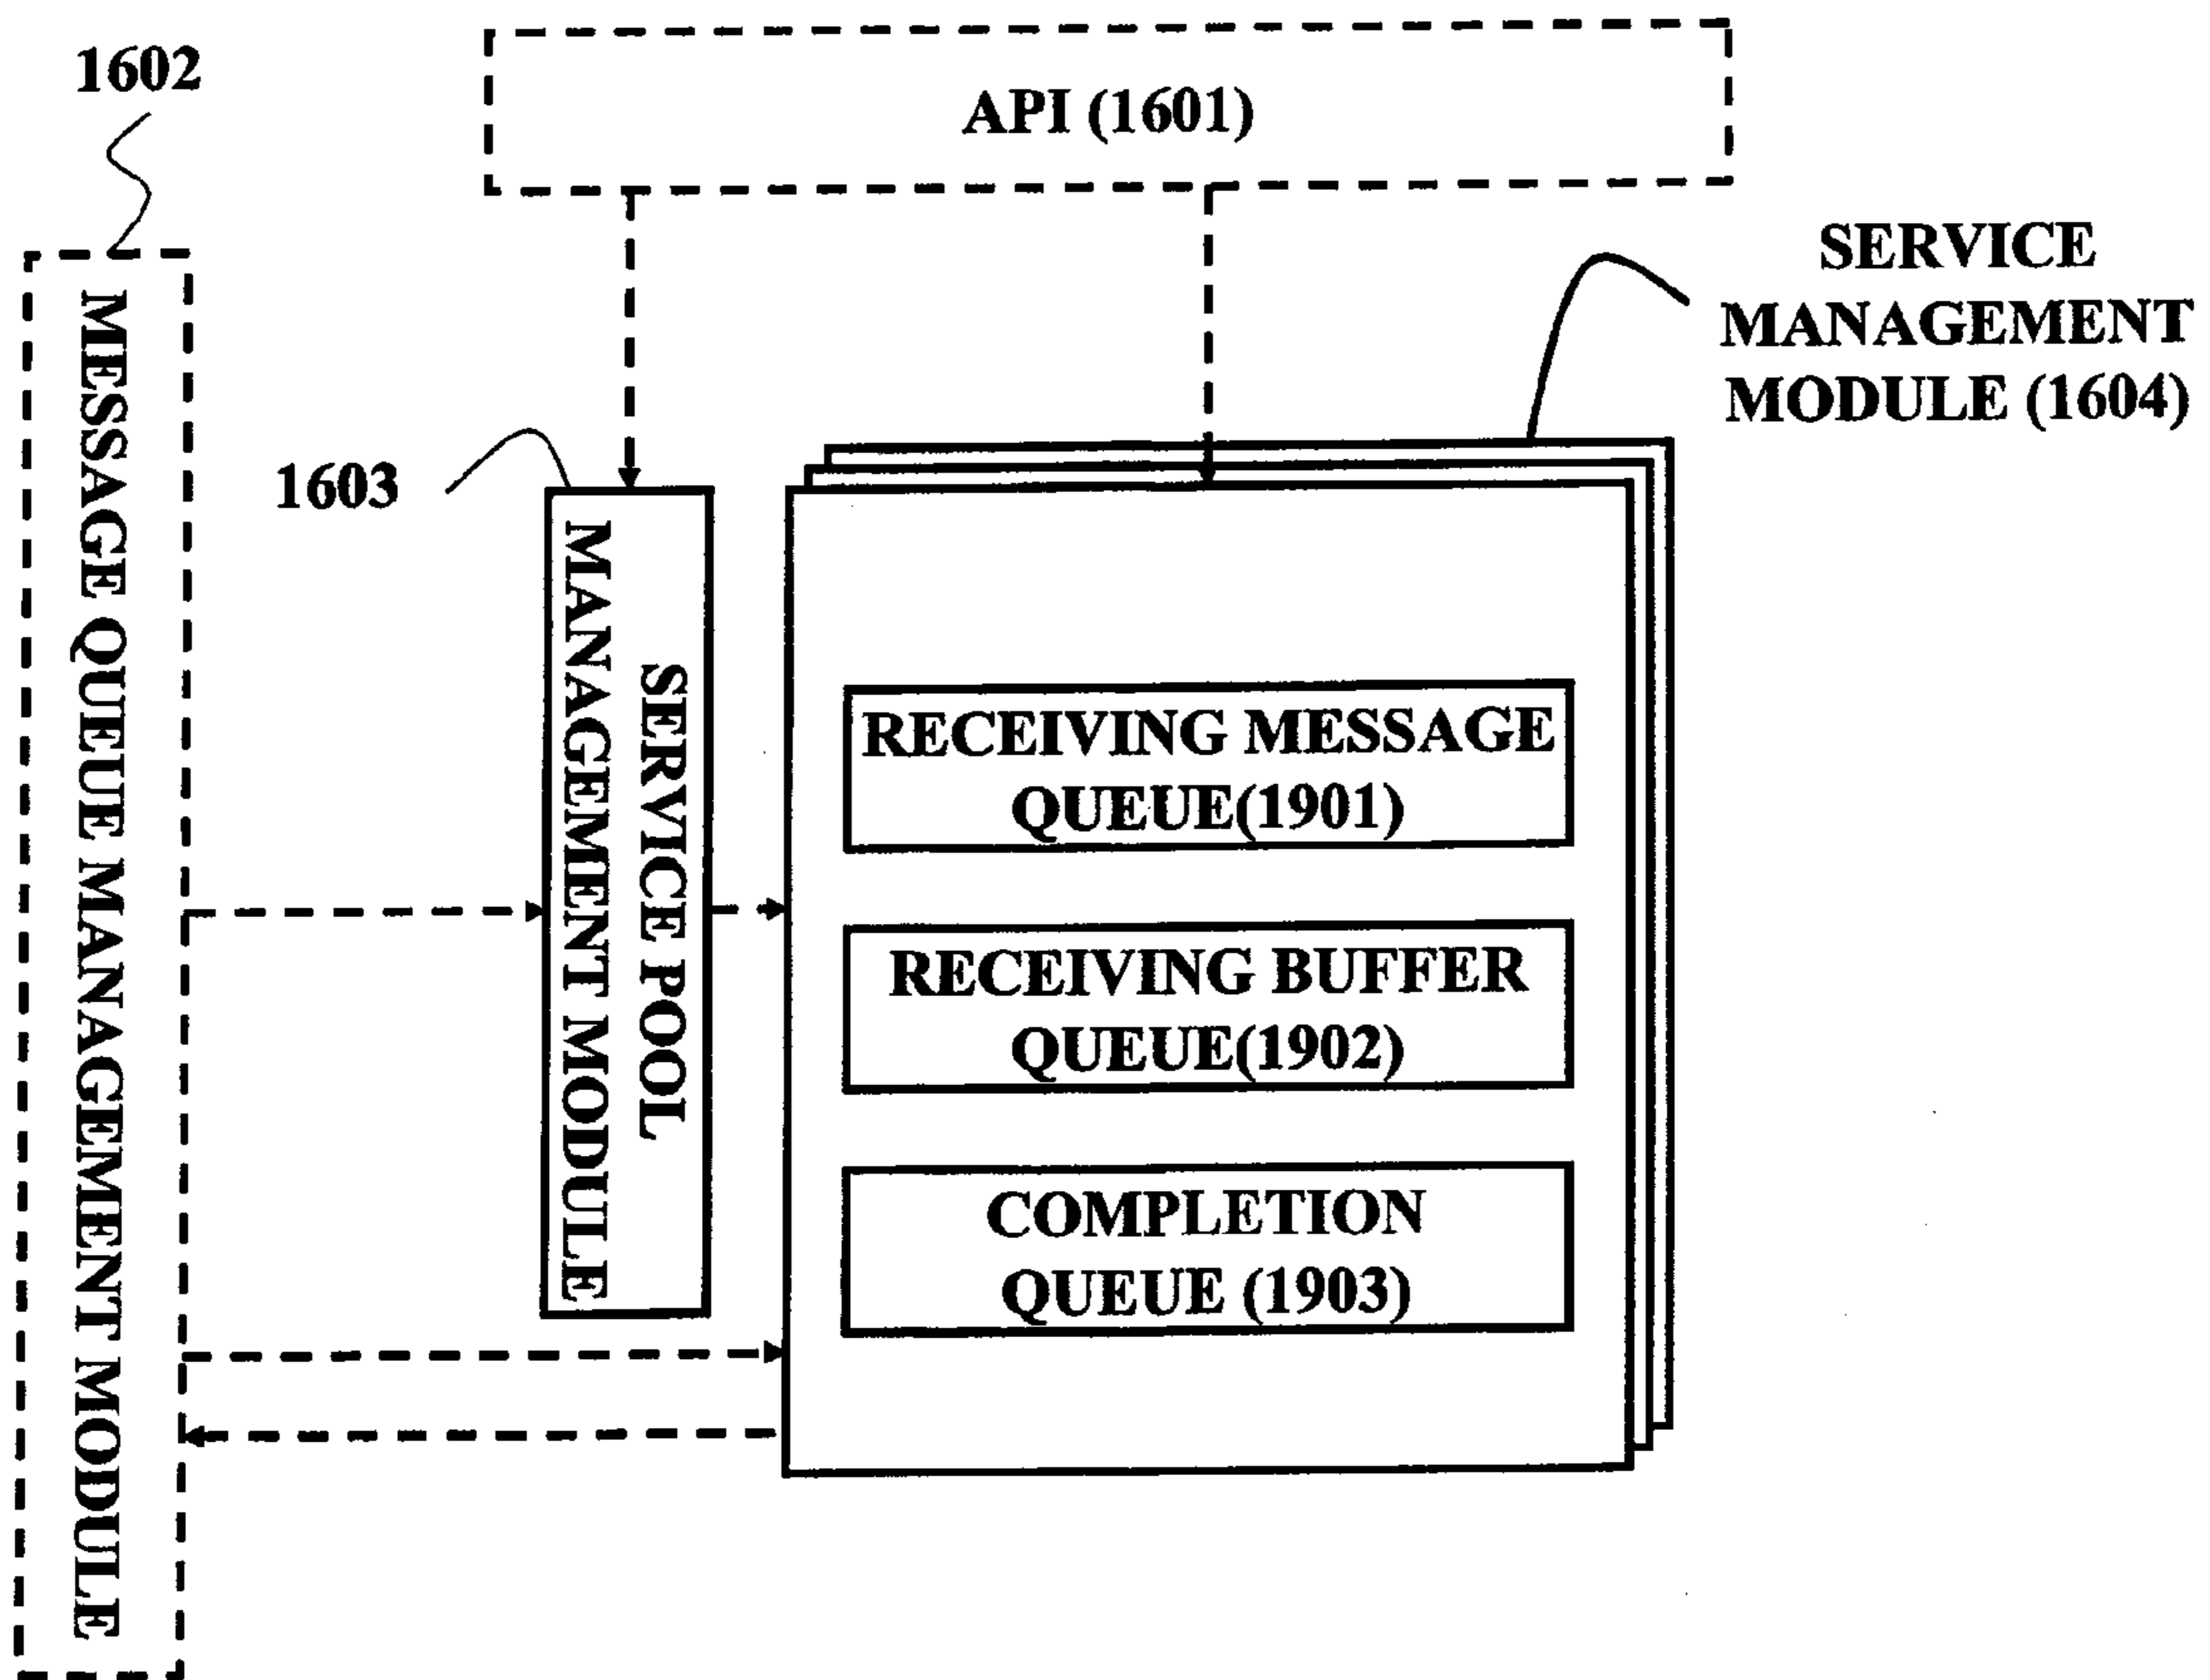 1602
API (1601)
SERVICE
MANAGEMENT
MODULE (1604)
1603
MESSAGE QUEUE MANAGEMENT MODULE
SERVICE POOL
MANAGEMENT MODULE
RECEIVING MESSAGE
QUEUE(1901)
RECEIVING BUFFER
QUEUE(1902)
COMPLETION
QUEUE (1903)